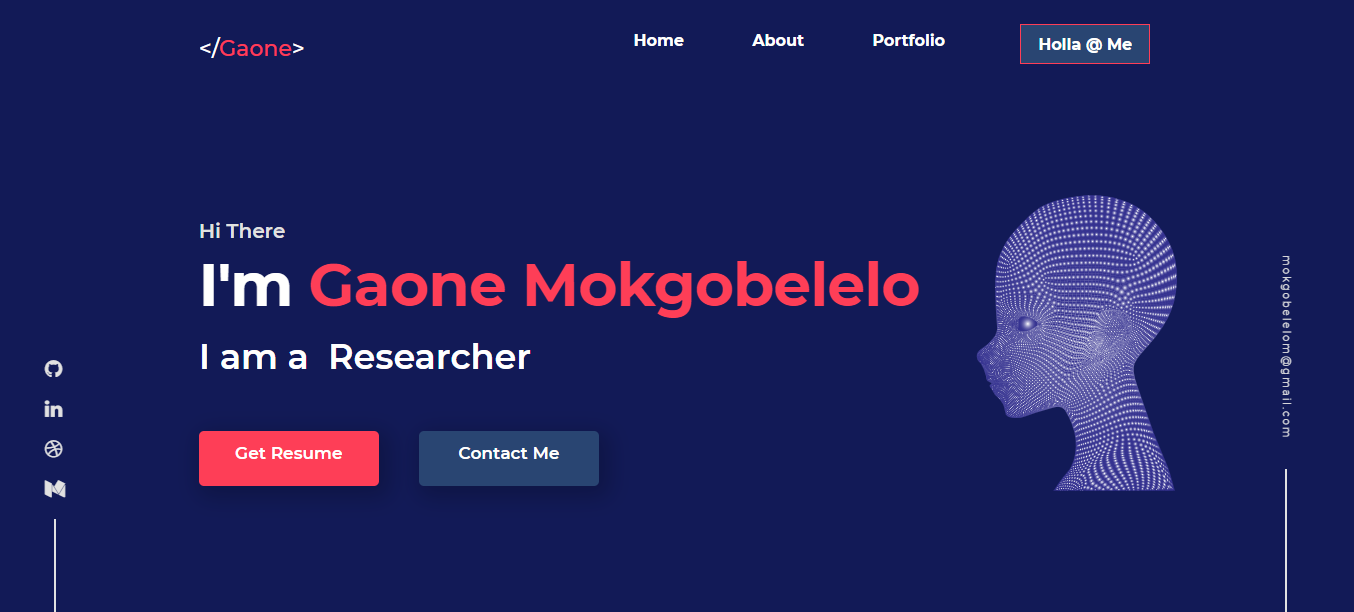 </Gaone>
Home
About
Portfolio
Holla @ Me
Hi There
I'm Gaone Mokgobelelo
I am a  Researcher
Get Resume
Contact Me
mokgobelelom@gmail.com